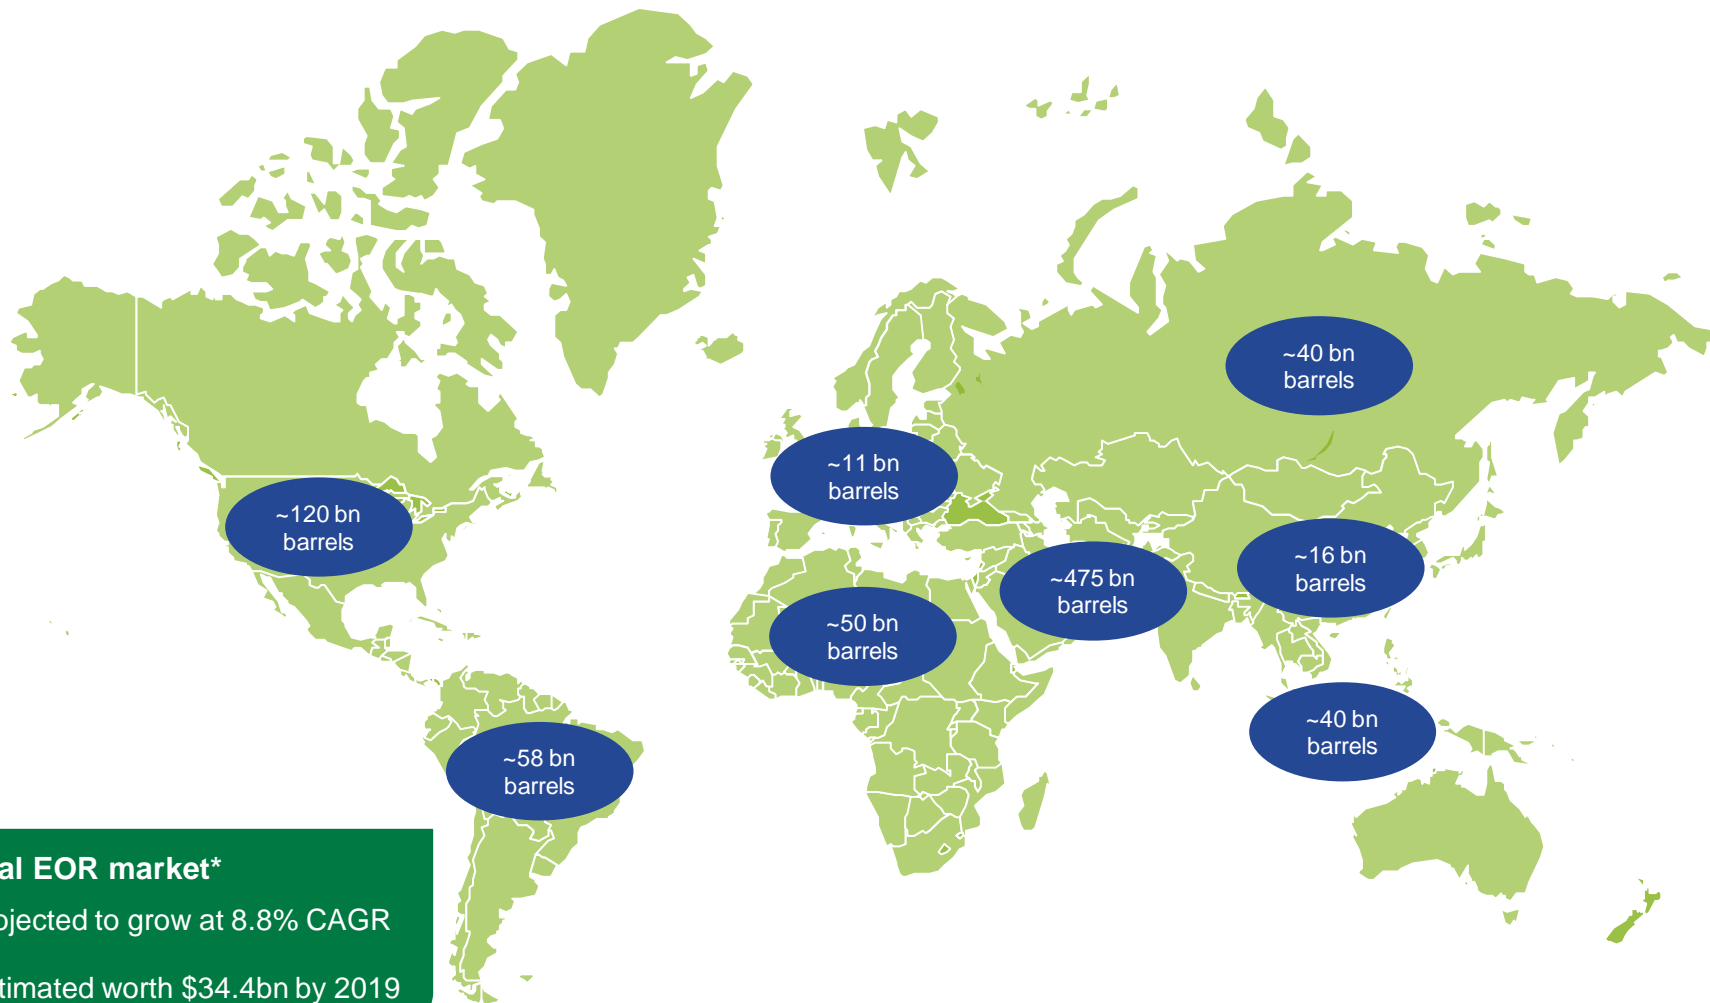 ~40 bn
barrels
~11 bn
barrels
~120 bn
barrels
~16 bn
barrels
~475 bn
barrels
~50 bn
barrels
~40 bn
barrels
~58 bn
barrels
al EOR market*
ojected to grow at 8.8% CAGR
timated worth $34.4bn by 2019